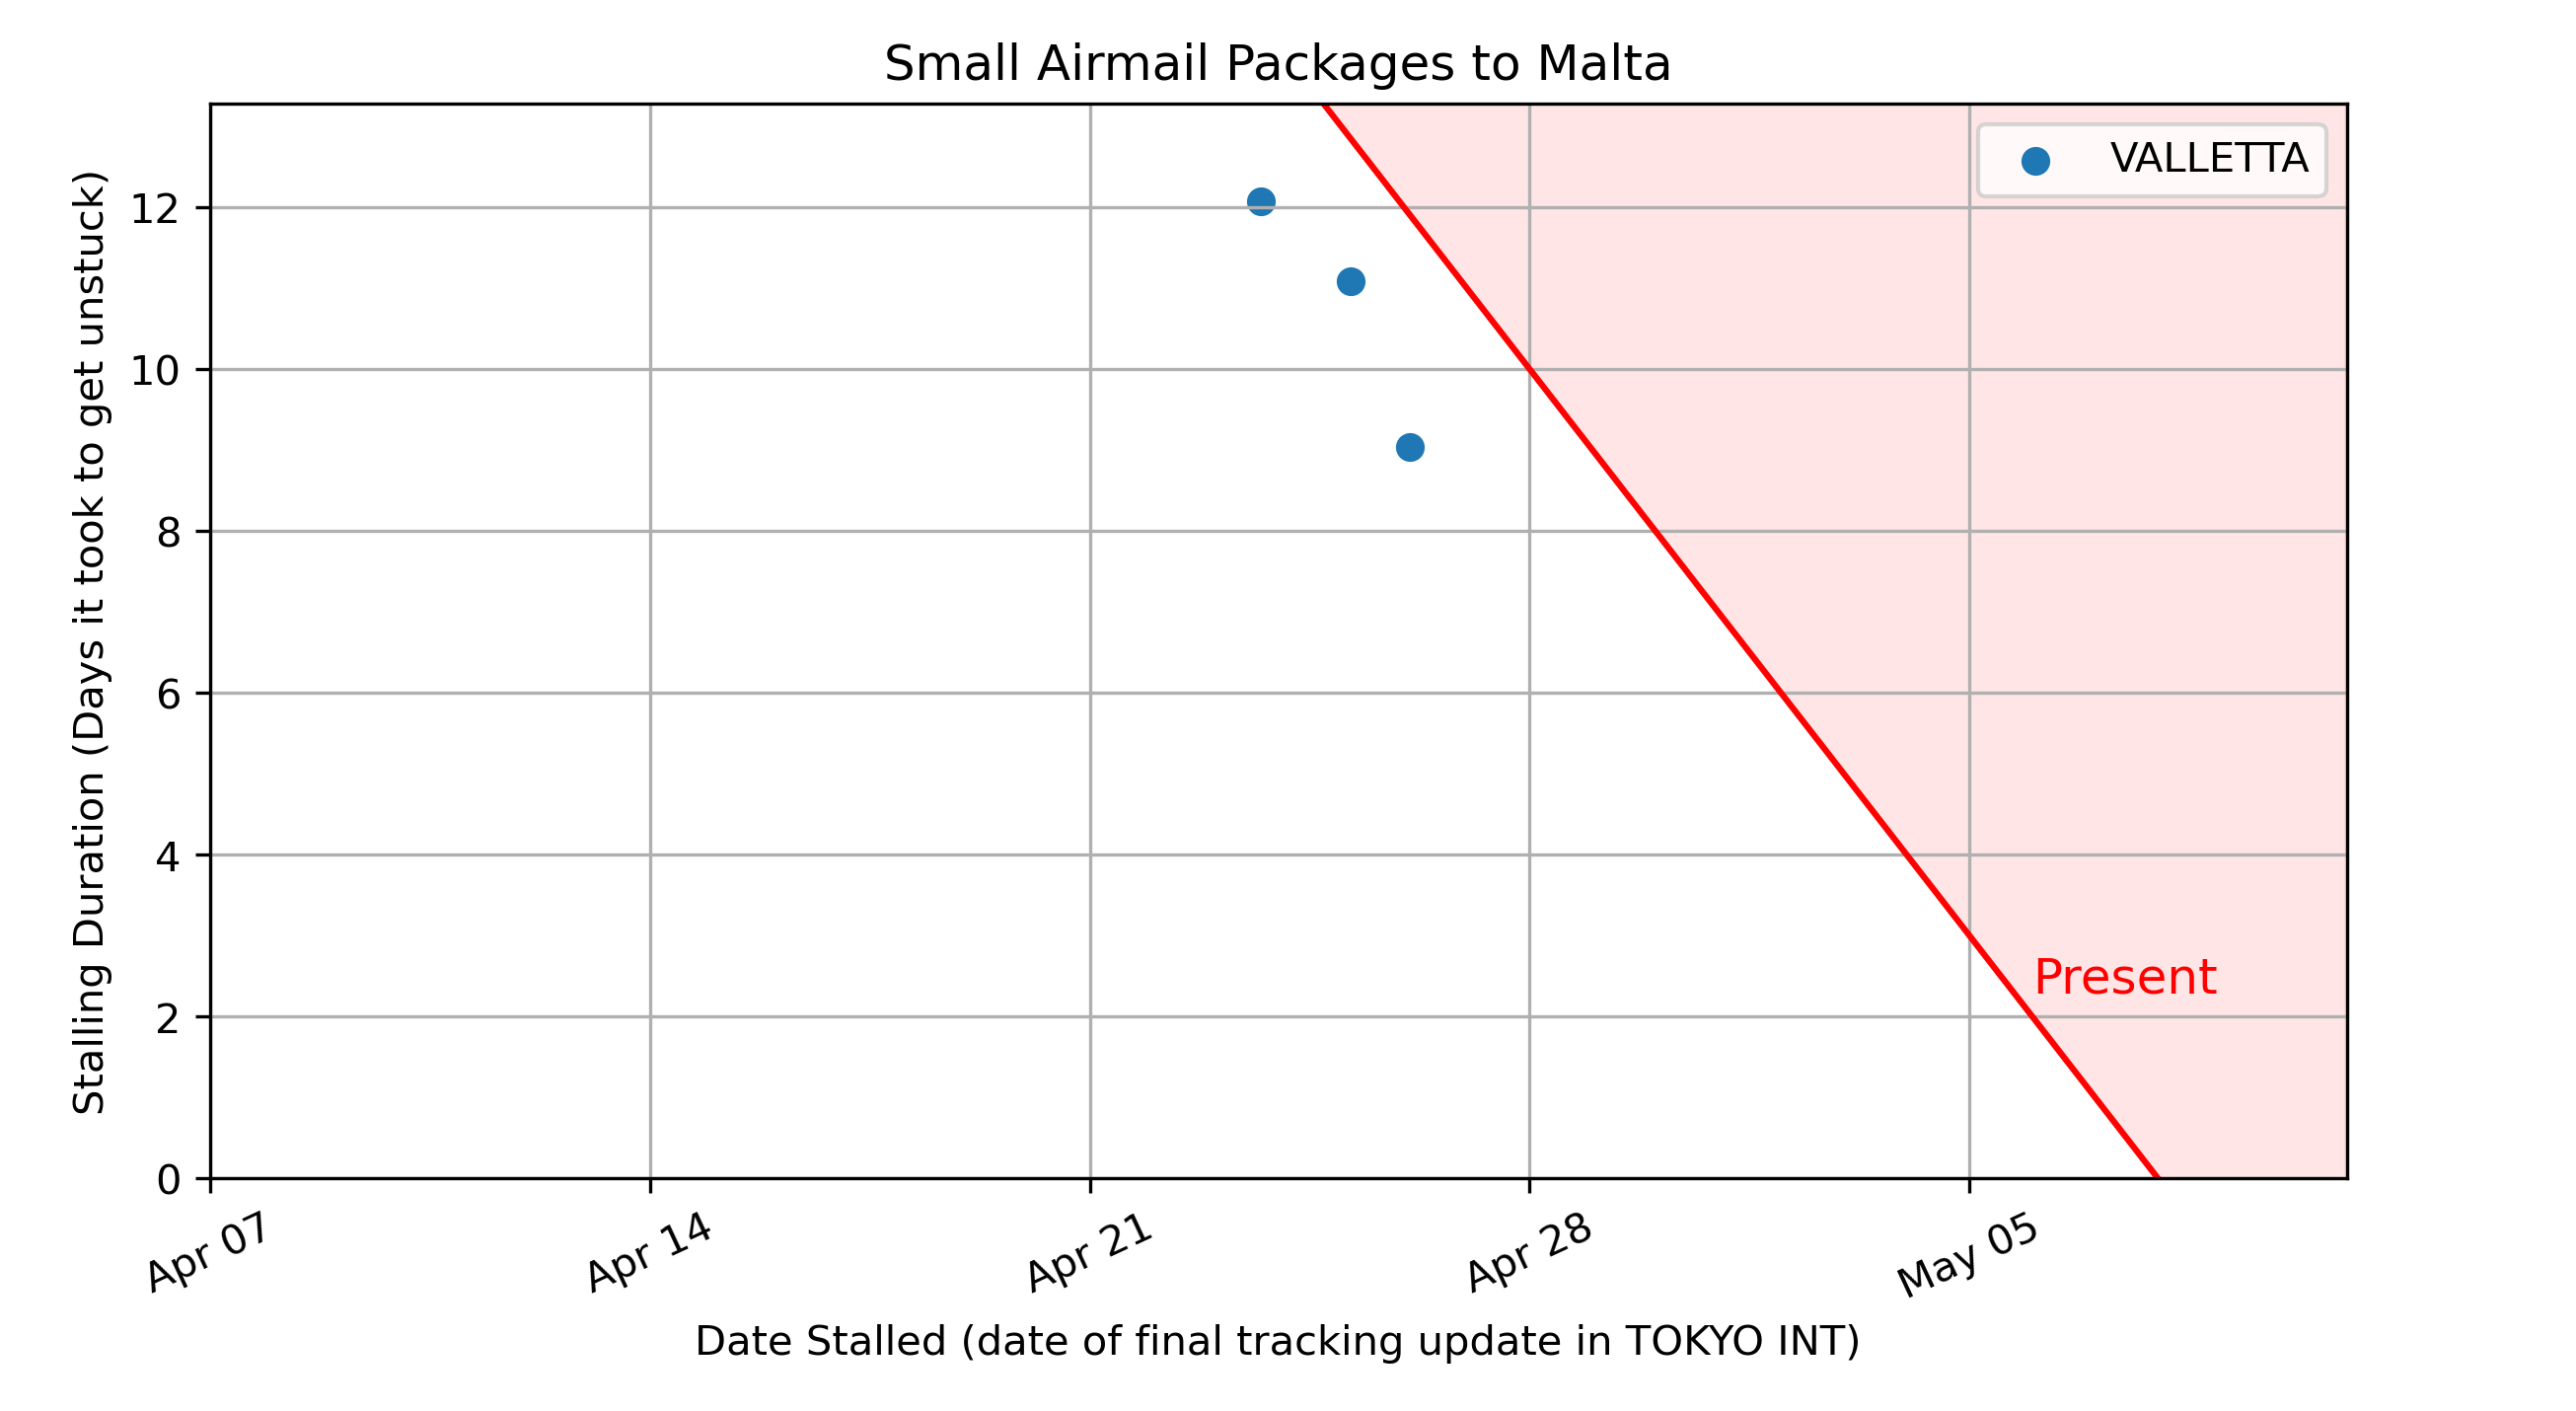 Small Airmail Packages to Malta
VALLETTA
Stalling Duration (Days it took to get unstuck)
12
10
8
6
4
2
0
Present
Apr 07
Apr 14
Apr 21
Apr 28
May 05
Date Stalled (date of final tracking update in TOKYO INT)